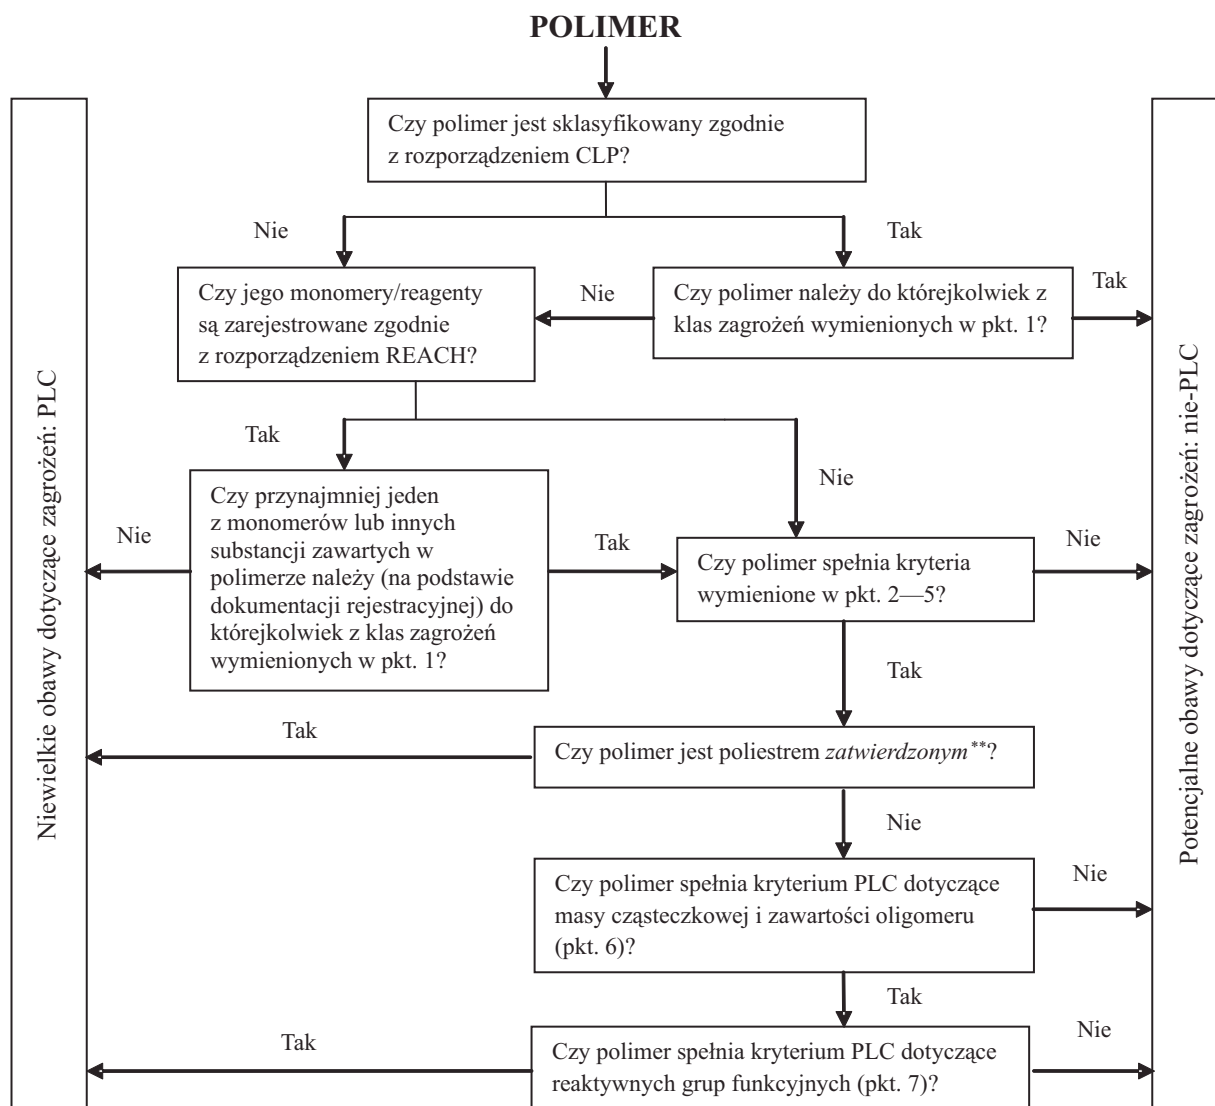 POLIMER
Czy polimer jest sklasyfikowany zgodnie
z rozporządzeniem CLP?
Nie
Tak
Czy jego monomery/reagenty
są zarejestrowane zgodnie
z rozporządzeniem REACH?
Nie
Czy polimer należy do którejkolwiek z
klas zagrożeń wymienionych w pkt. 1?
Tak
Tak
Nie
Czy przynajmniej jeden
z monomerów lub innych
substancji zawartych w
polimerze należy (na podstawie
dokumentacji rejestracyjnej) do
którejkolwiek z klas zagrożeń
wymienionych w pkt. 1?
Nie
Tak
Czy polimer spełnia kryteria
wymienione w pkt. 2—5?
Nie
Tak
Czy polimer jest poliestrem zatwierdzonym**?
Tak
Nie
Czy polimer spełnia kryterium PLC dotyczące
masy cząsteczkowej i zawartości oligomeru
(pkt. 6)?
Nie
Tak
Czy polimer spełnia kryterium PLC dotyczące
reaktywnych grup funkcyjnych (pkt. 7)?
Tak
Nie
Niewielkie obawy dotyczące zagrożeń: PLC
Potencjalne obawy dotyczące zagrożeń: nie-PLC